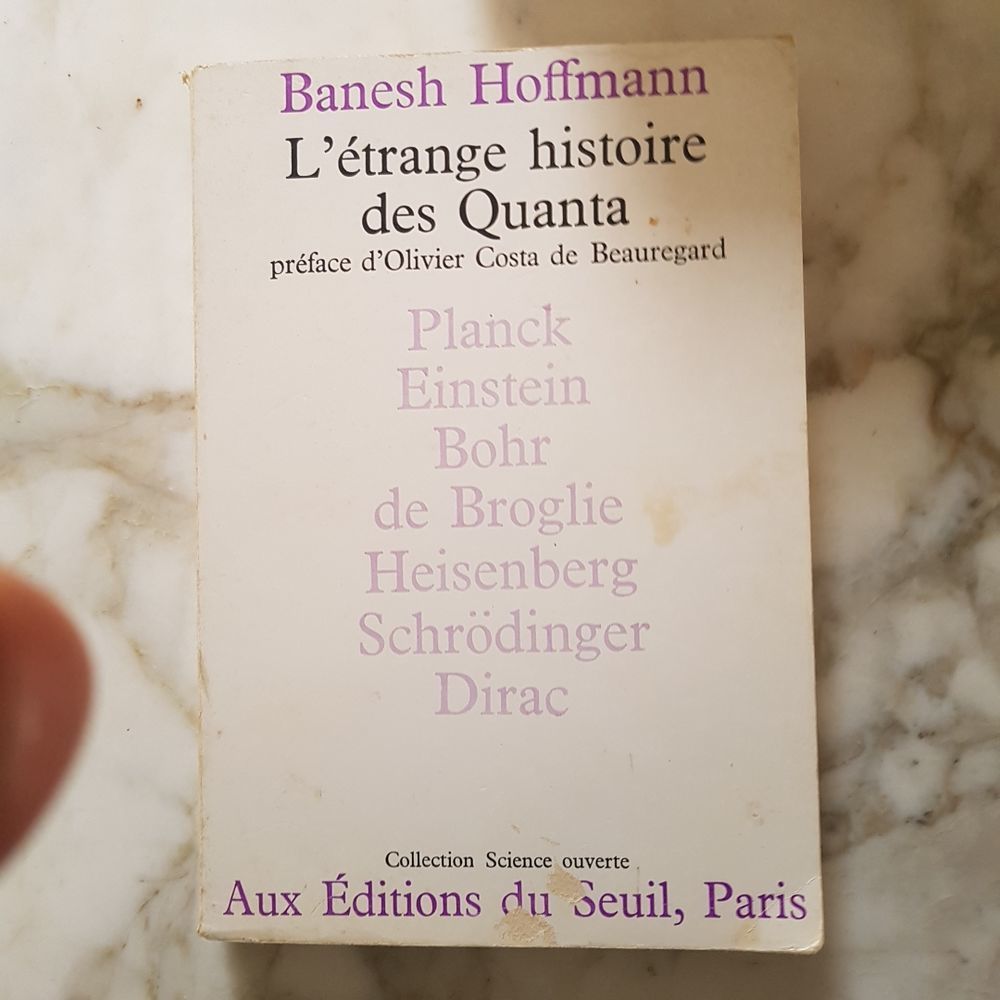 Banesh Hoffmann
L'étrange histoire
des Quanta
préface d'Olivier Costa de Beauregard
Planck
Einstein
Bohr
de Broglie
Heisenberg
Schrödinger
Dirac
Collection Science ouverte
Aux Éditions du Seuil, Paris